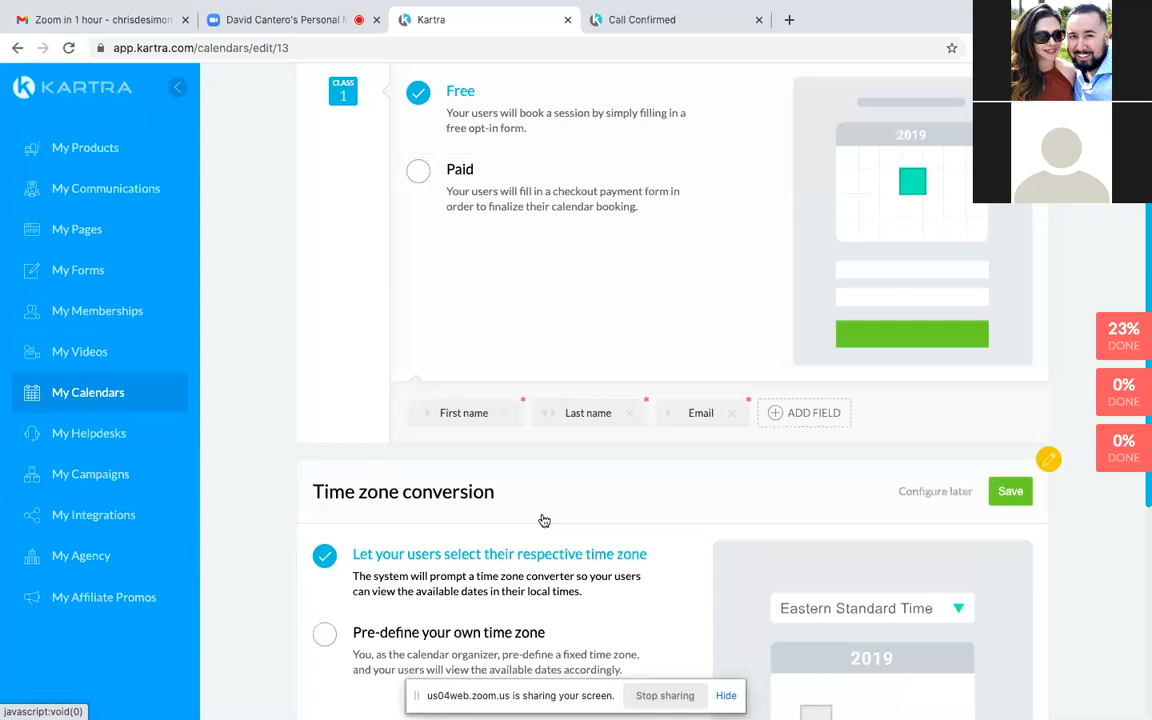 Zoom in 1 hour - chrisdesimon
David Cantero's Personal M
Kartra
Call Confirmed
app.kartra.com/calendars/edit/13
KARTRA
My Products
My Communications
My Pages
My Forms
My Memberships
My Videos
My Calendars
My Helpdesks
My Campaigns
My Integrations
My Agency
My Affiliate Promos
CLASS
1
Free
Your users will book a session by simply filling in a
free opt-in form.
Paid
Your users will fill in a checkout payment form in
order to finalize their calendar booking.
2019
First name *
Last name *
Email *
ADD FIELD
Time zone conversion
Configure later
Save
Let your users select their respective time zone
The system will prompt a time zone converter so your users
can view the available dates in their local times.
Pre-define your own time zone
You, as the calendar organizer, pre-define a fixed time zone,
and your users will view the available dates accordingly.
Eastern Standard Time
2019
23%
DONE
0%
DONE
0%
DONE
us04web.zoom.us is sharing your screen.
Stop sharing
Hide
javascript:void(0)